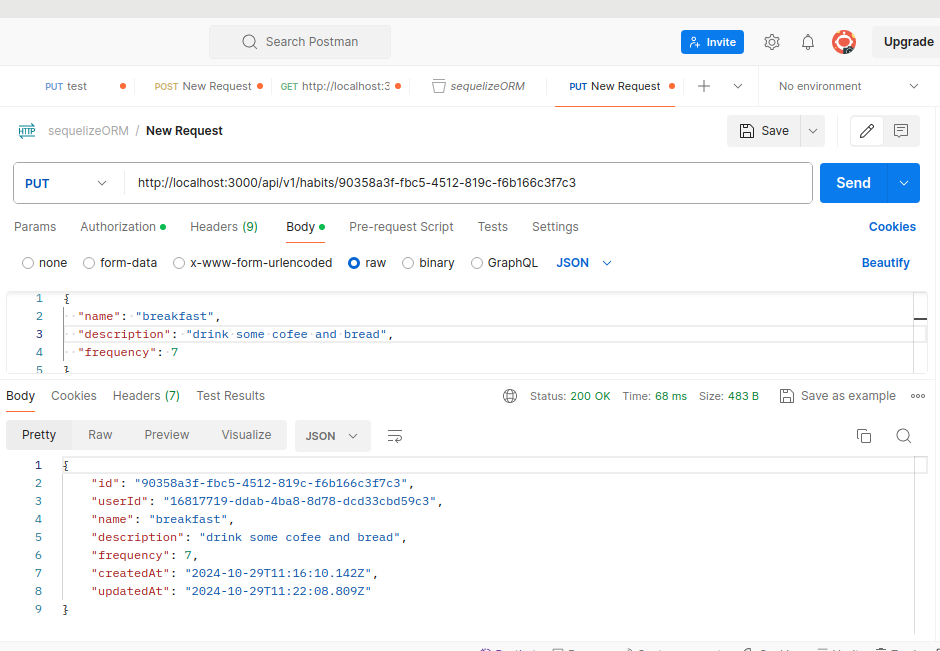 Search Postman
Invite
Upgrade
PUT test
POST New Request
GET http://localhost:3
sequelizeORM
PUT New Request
No environment
HTTP
sequelizeORM / New Request
Save
PUT
http://localhost:3000/api/v1/habits/90358a3f-fbc5-4512-819c-f6b166c3f7c3
Send
Params Authorization Headers (9) Body Pre-request Script Tests Settings
Cookies
none form-data x-www-form-urlencoded raw binary GraphQL JSON
Beautify
1 {
2 "name": "breakfast",
3 "description": "drink some cofee and bread",
4 "frequency": 7
5 }
Body Cookies Headers (7) Test Results
Status: 200 OK Time: 68 ms Size: 483 B
Save as example
Pretty Raw Preview Visualize JSON
1 {
2 "id": "90358a3f-fbc5-4512-819c-f6b166c3f7c3",
3 "userId": "16817719-ddab-4ba8-8d78-dcd33cbd59c3",
4 "name": "breakfast",
5 "description": "drink some cofee and bread",
6 "frequency": 7,
7 "createdAt": "2024-10-29T11:16:10.142Z",
8 "updatedAt": "2024-10-29T11:22:08.809Z"
9 }